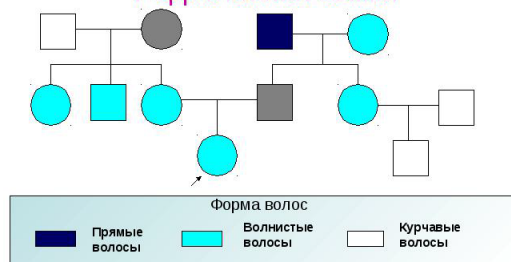 Форма волос
Прямые
волосы
Волнистые
волосы
Курчавые
волосы